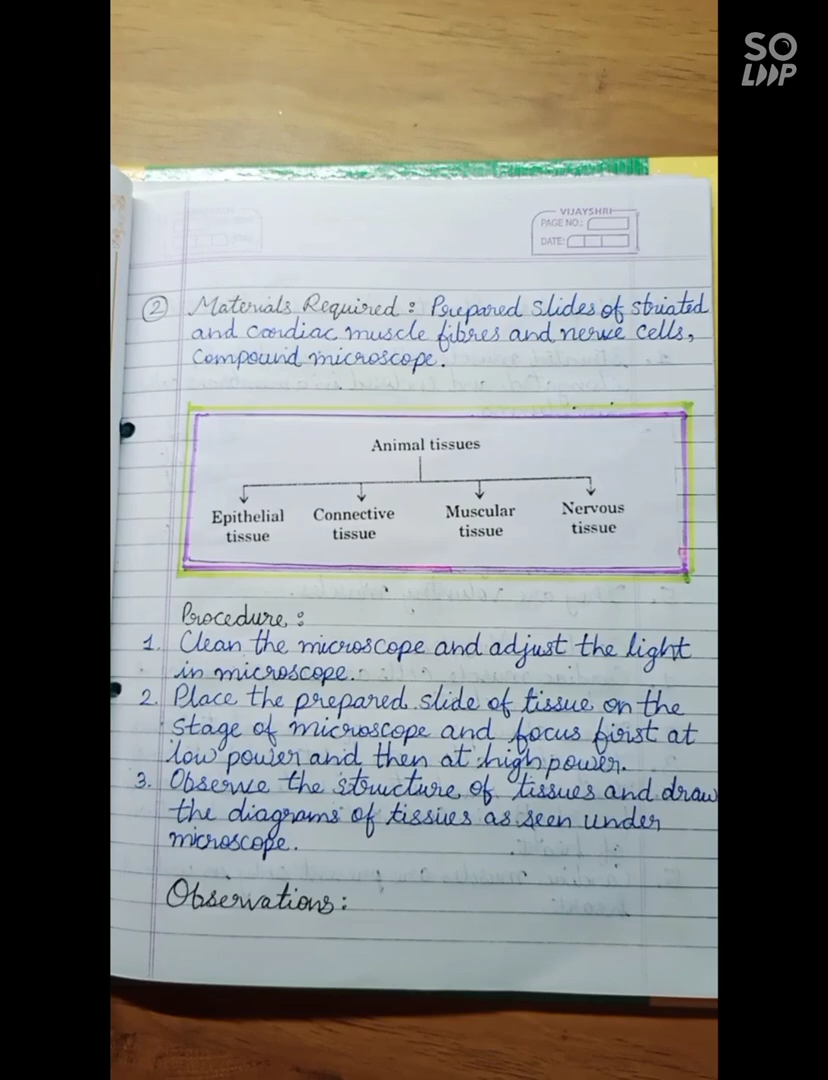 SO
LOOP
VIJAYSHRI
PAGE NO.:
DATE:
② Materials Required : Prepared slides of striated
and cardiac muscle fibres and nerve cells,
compound microscope.
Animal tissues
Epithelial tissue
Connective tissue
Muscular tissue
Nervous tissue
Procedure :
1. Clean the microscope and adjust the light
in microscope.
2. Place the prepared slide of tissue on the
stage of microscope and focus first at
low power and then at high power.
3. Observe the structure of tissues and draw
the diagrams of tissues as seen under
microscope.
Observations :